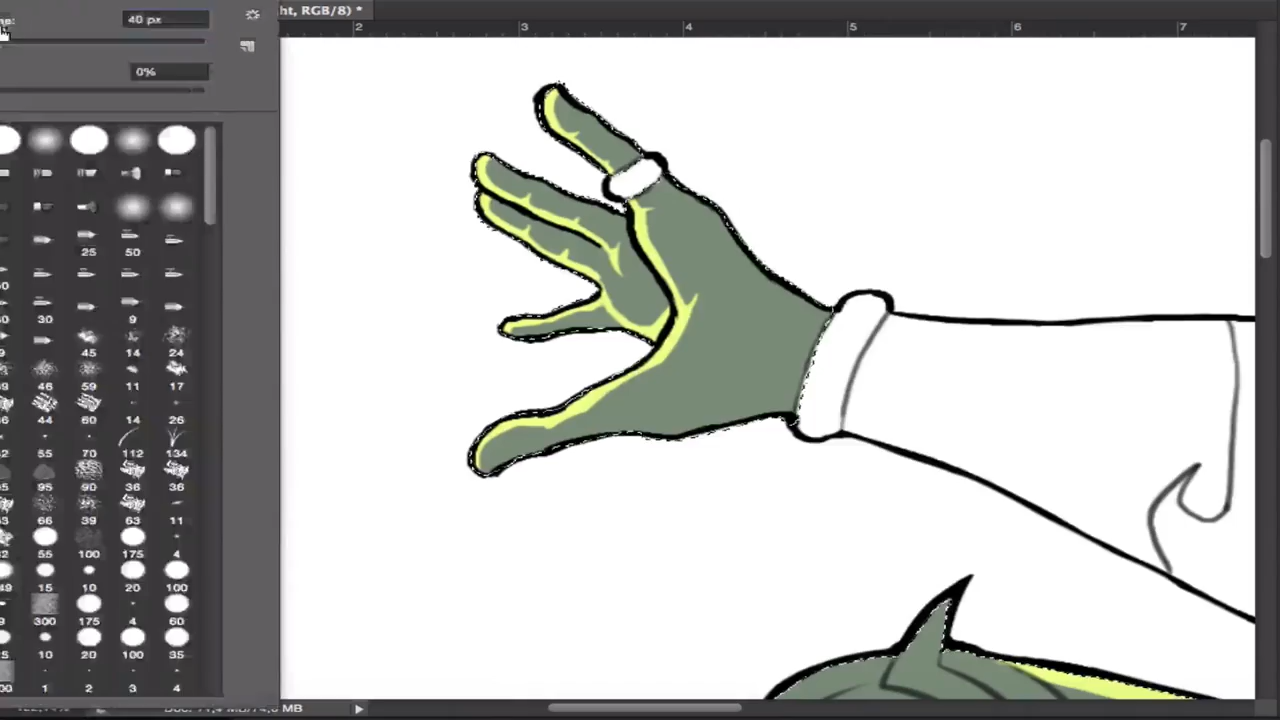 ht, RGB/8) *
40 px
2 3 4 5 6 7
0%
25 50
30 9
45 14 24
46 59 11 17
44 60 14 26
55 70 112 134
95 90 36 36
66 39 63 11
100 175 4
15 10 20 100
300 175 4 60
10 20 100 35
1 2 3 4
MB